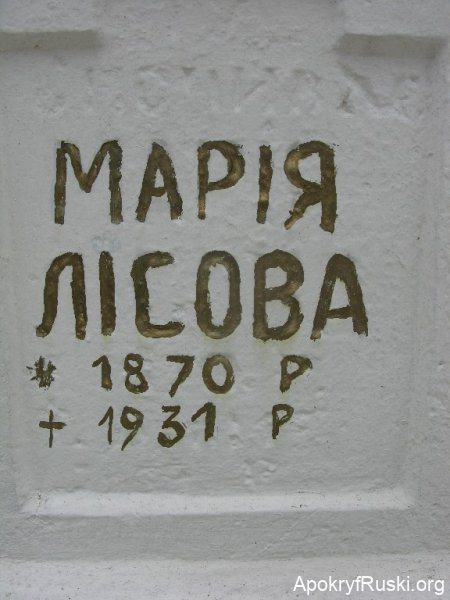 МАРІЯ
ЛІСОВА
* 1870 Р
+ 1931 Р
ApokryfRuski.org